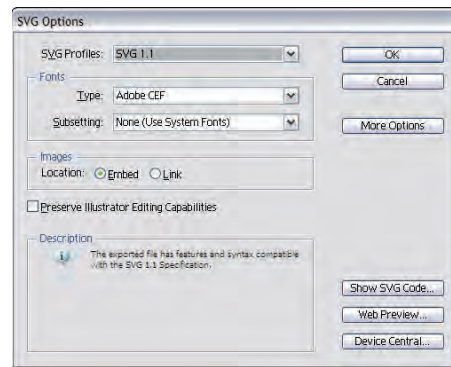 SVG Options
SVG Profiles: SVG 1.1
OK
Fonts
Cancel
Type: Adobe CEF
Subsetting: None (Use System Fonts)
More Options
Images
Location: Embed Link
Preserve Illustrator Editing Capabilities
Description
The exported file has features and syntax compatible
with the SVG 1.1 Specification.
Show SVG Code...
Web Preview...
Device Central...